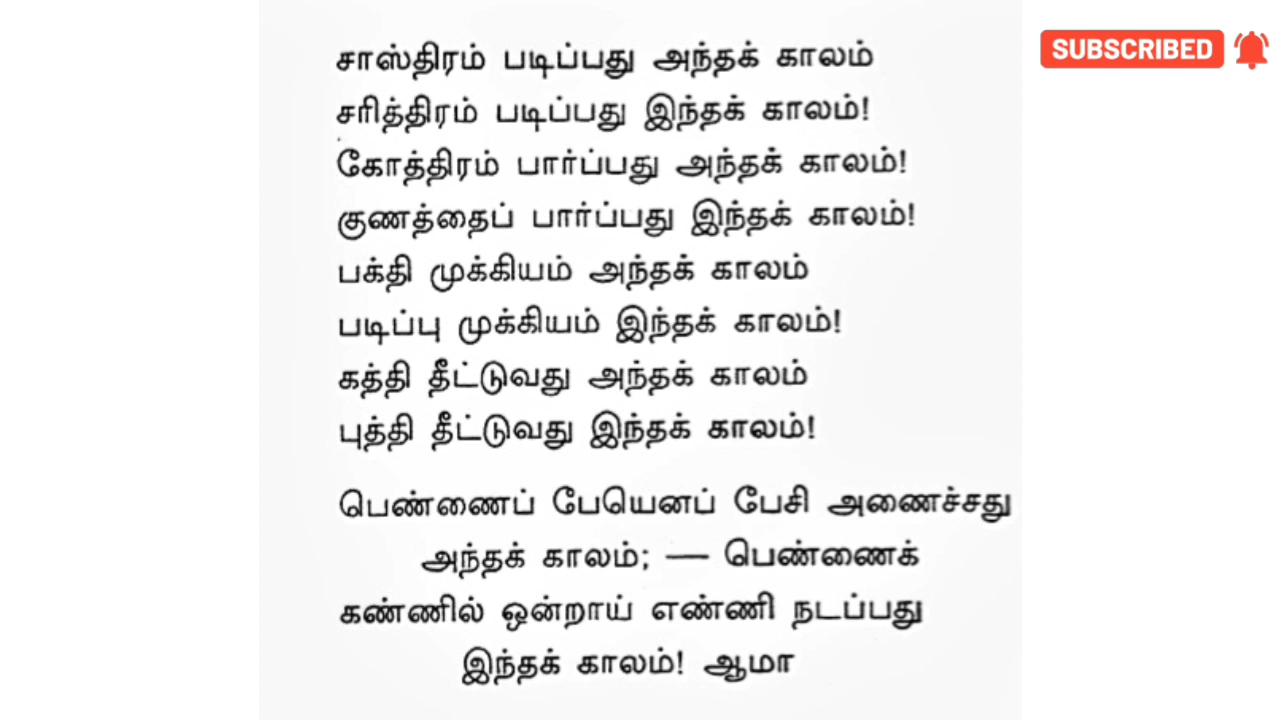 சாஸ்திரம் படிப்பது அந்தக் காலம்
சரித்திரம் படிப்பது இந்தக் காலம்!
கோத்திரம் பார்ப்பது அந்தக் காலம்!
குணத்தைப் பார்ப்பது இந்தக் காலம்!
பக்தி முக்கியம் அந்தக் காலம்
படிப்பு முக்கியம் இந்தக் காலம்!
கத்தி தீட்டுவது அந்தக் காலம்
புத்தி தீட்டுவது இந்தக் காலம்!
பெண்ணைப் பேயெனப் பேசி அணைச்சது
அந்தக் காலம்; — பெண்ணைக்
கண்ணில் ஒன்றாய் எண்ணி நடப்பது
இந்தக் காலம்! ஆமா
SUBSCRIBED